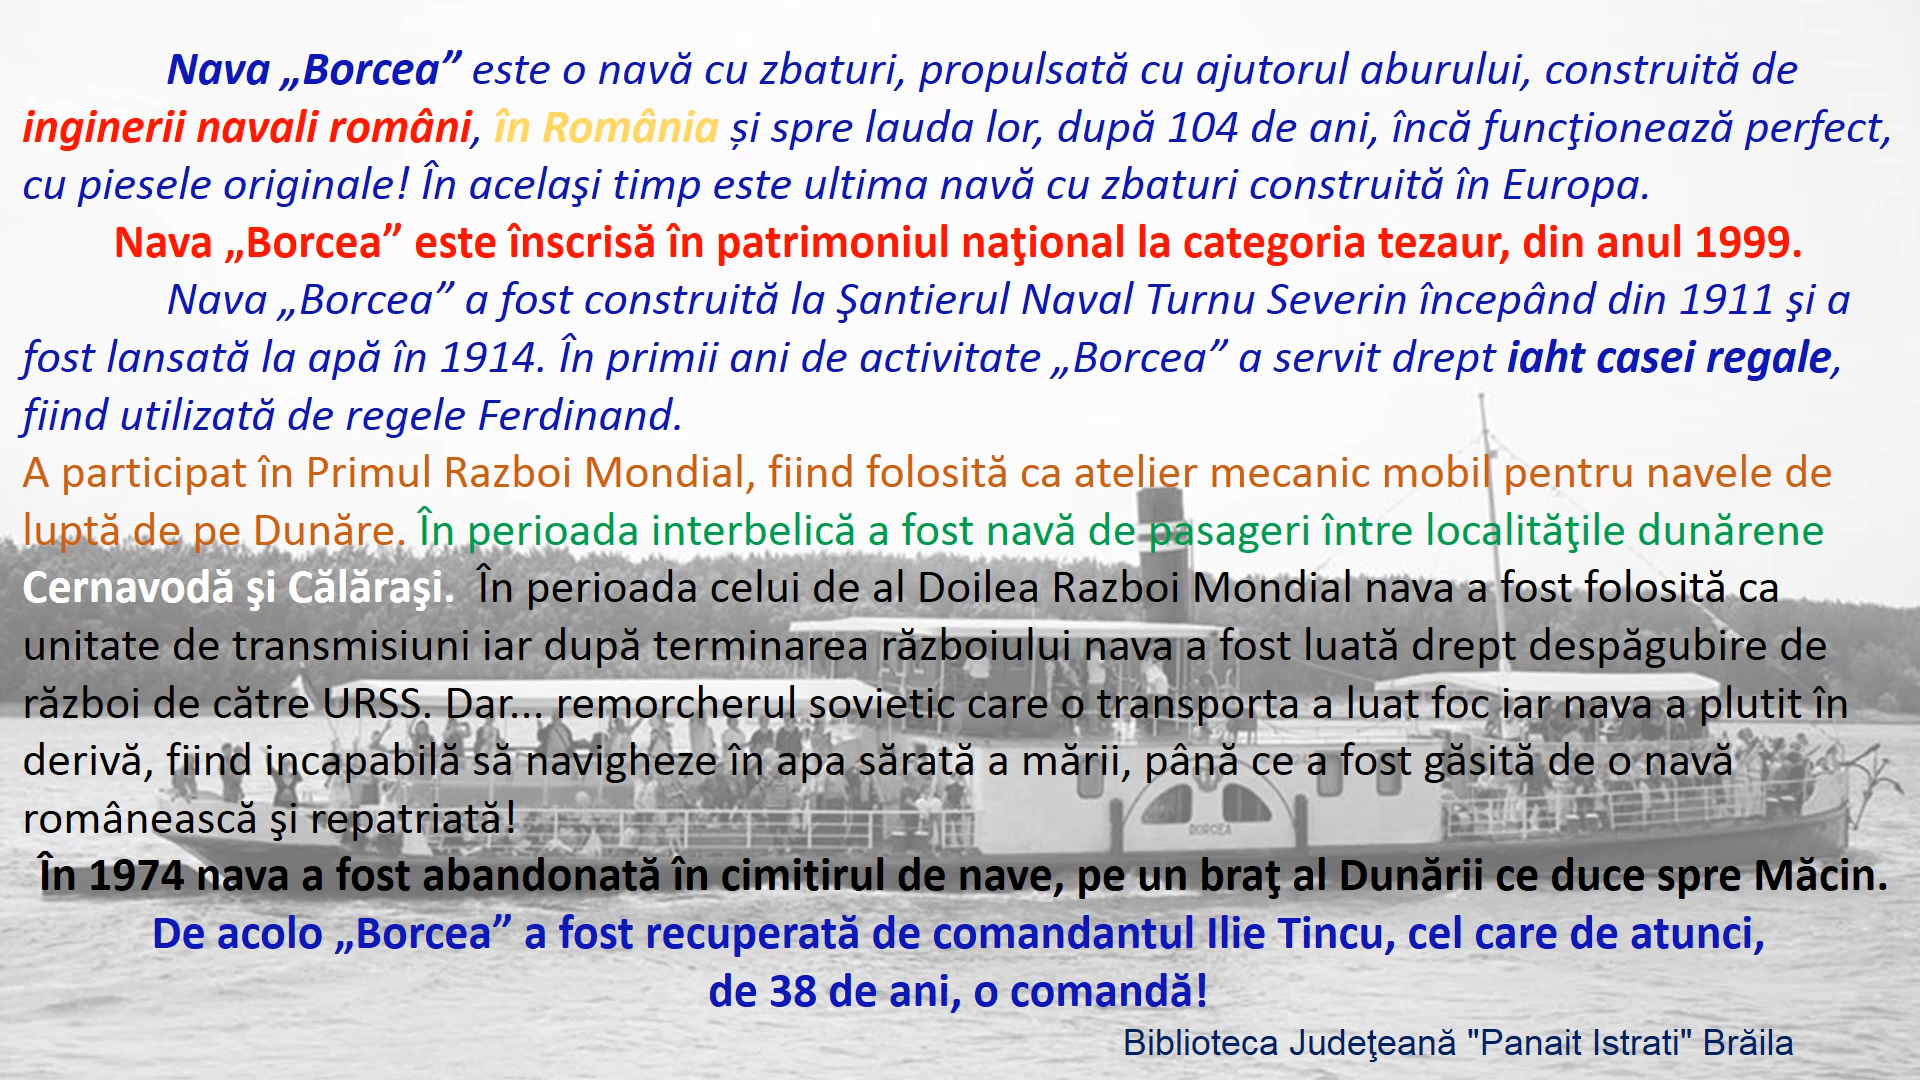 Nava „Borcea” este o navă cu zbaturi, propulsată cu ajutorul aburului, construită de
inginerii navali români, în România și spre lauda lor, după 104 de ani, încă funcţionează perfect,
cu piesele originale! În acelaşi timp este ultima navă cu zbaturi construită în Europa.
Nava „Borcea” este înscrisă în patrimoniul naţional la categoria tezaur, din anul 1999.
Nava „Borcea” a fost construită la Şantierul Naval Turnu Severin începând din 1911 şi a
fost lansată la apă în 1914. În primii ani de activitate „Borcea” a servit drept iaht casei regale,
fiind utilizată de regele Ferdinand.
A participat în Primul Razboi Mondial, fiind folosită ca atelier mecanic mobil pentru navele de
luptă de pe Dunăre. În perioada interbelică a fost navă de pasageri între localităţile dunărene
Cernavodă şi Călăraşi. În perioada celui de al Doilea Razboi Mondial nava a fost folosită ca
unitate de transmisiuni iar după terminarea războiului nava a fost luată drept despăgubire de
război de către URSS. Dar... remorcherul sovietic care o transporta a luat foc iar nava a plutit în
derivă, fiind incapabilă să navigheze în apa sărată a mării, până ce a fost găsită de o navă
românească şi repatriată!
BORCEA
În 1974 nava a fost abandonată în cimitirul de nave, pe un braţ al Dunării ce duce spre Măcin.
De acolo „Borcea” a fost recuperată de comandantul Ilie Tincu, cel care de atunci,
de 38 de ani, o comandă!
Biblioteca Judeţeană "Panait Istrati" Brăila